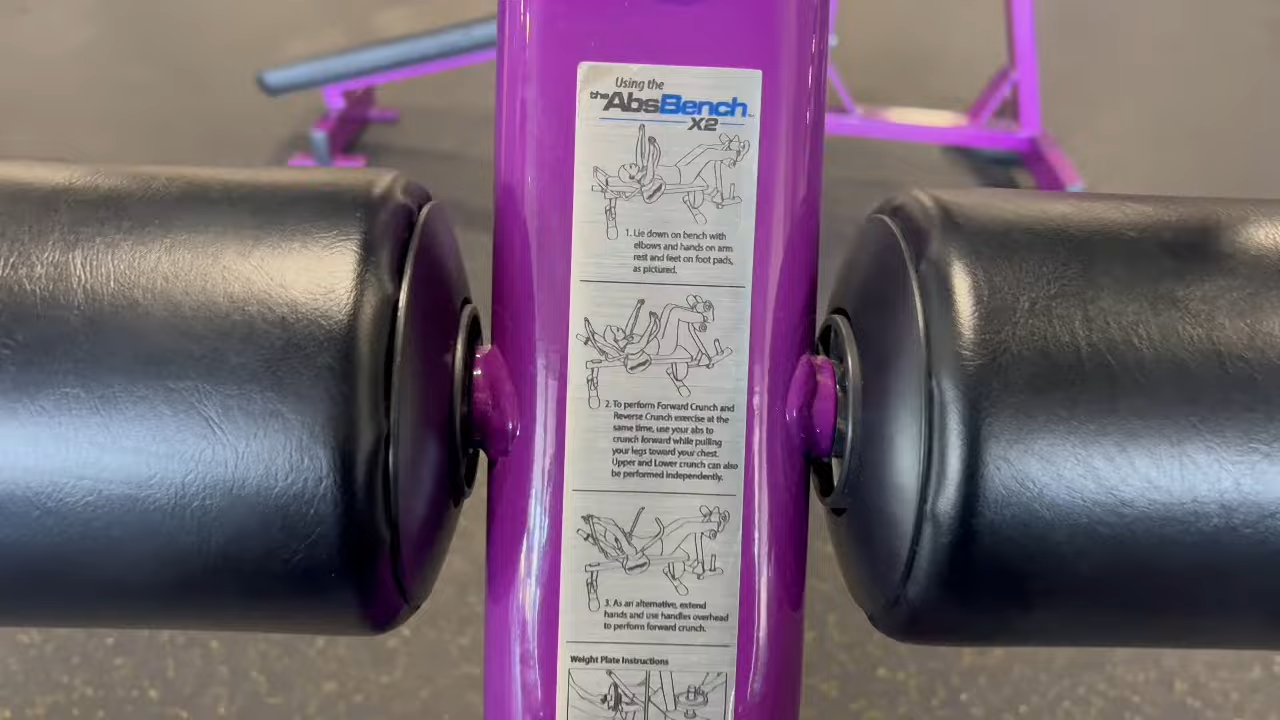 Using the
the AbsBench
X2
1. Lie down on bench with
elbows and hands on arm
rest and feet on foot pads,
as pictured.
2. To perform Forward Crunch and
Reverse Crunch exercise at the
same time, use your abs to
crunch forward while pulling
your legs toward your chest.
Upper and Lower crunch can also
be performed independently.
3. As an alternative, extend
hands and use handles overhead
to perform forward crunch.
Weight Plate Instructions